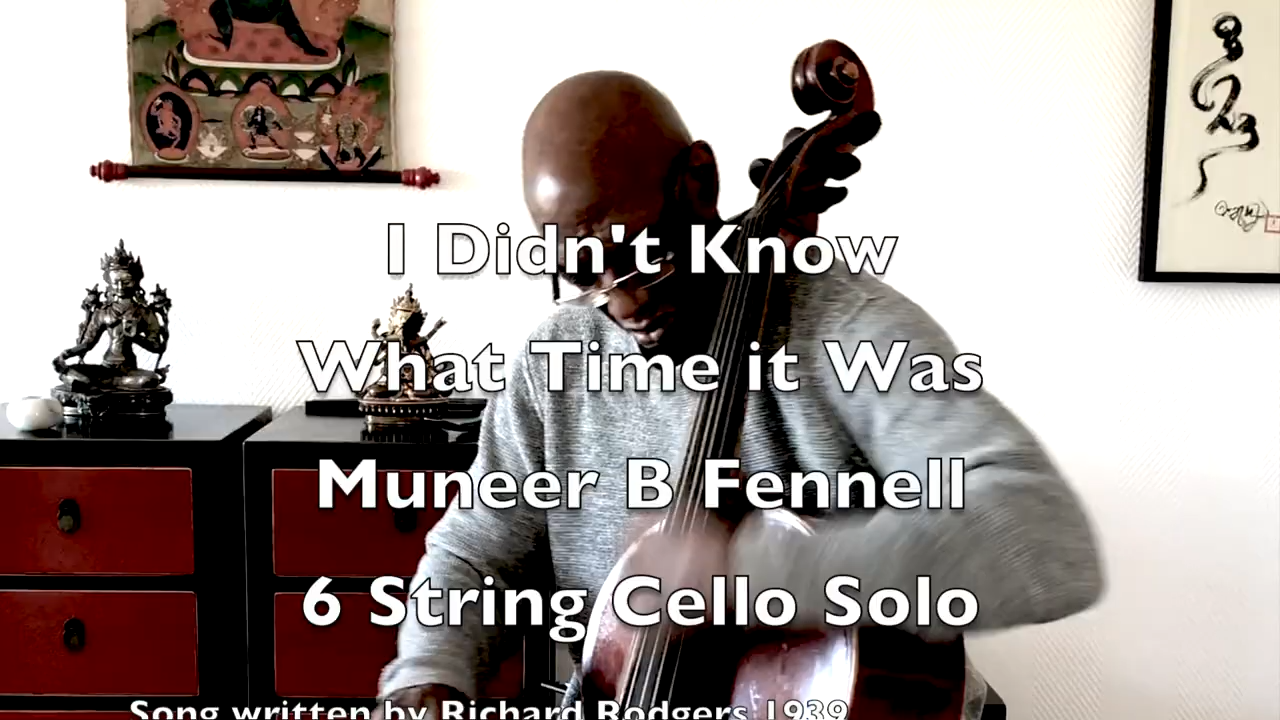 I Didn't Know
What Time it Was
Muneer B Fennell
6 String Cello Solo
Song written by Richard Rodgers 1939